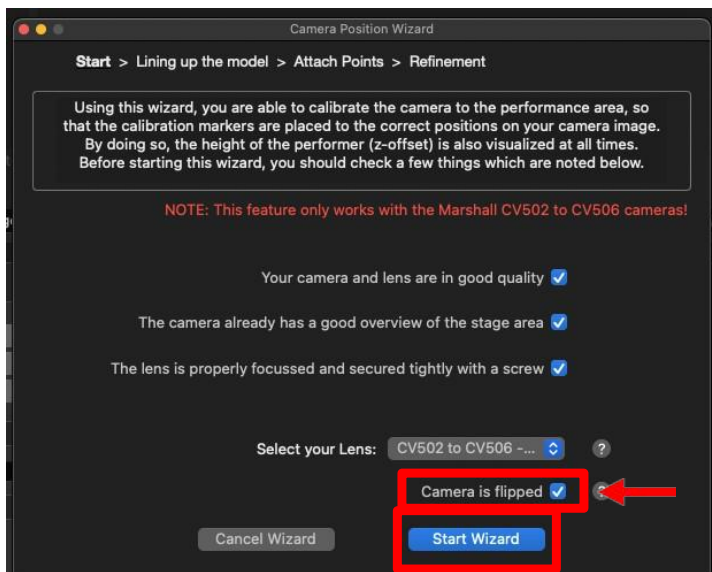 Camera Position Wizard
Start > Lining up the model > Attach Points > Refinement
Using this wizard, you are able to calibrate the camera to the performance area, so
that the calibration markers are placed to the correct positions on your camera image.
By doing so, the height of the performer (z-offset) is also visualized at all times.
Before starting this wizard, you should check a few things which are noted below.
NOTE: This feature only works with the Marshall CV502 to CV506 cameras!
Your camera and lens are in good quality
The camera already has a good overview of the stage area
The lens is properly focussed and secured tightly with a screw
Select your Lens: CV502 to CV506 -... ?
Camera is flipped
Cancel Wizard Start Wizard